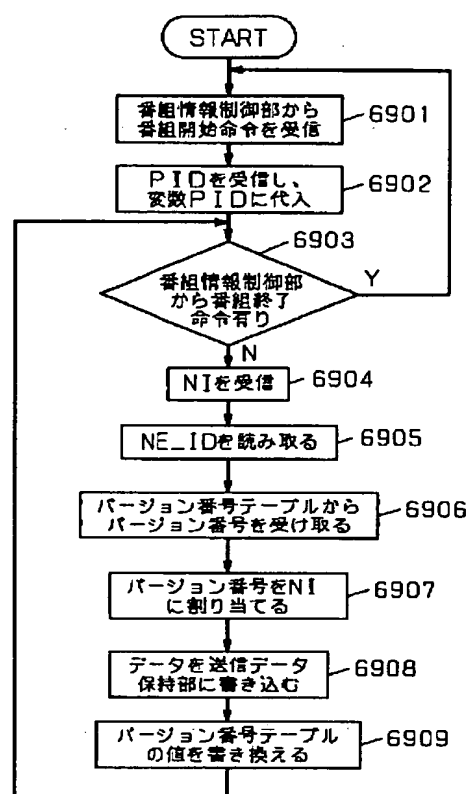 START
番組情報制御部から
番組開始命令を受信
6901
PIDを受信し、
変数PIDに代入
6902
6903
番組情報制御部
から番組終了
命令有り
Y
N
NIを受信
6904
NE_IDを読み取る
6905
バージョン番号テーブルから
バージョン番号を受け取る
6906
バージョン番号をNI
に割り当てる
6907
データを送信データ
保持部に書き込む
6908
バージョン番号テーブル
の値を書き換える
6909